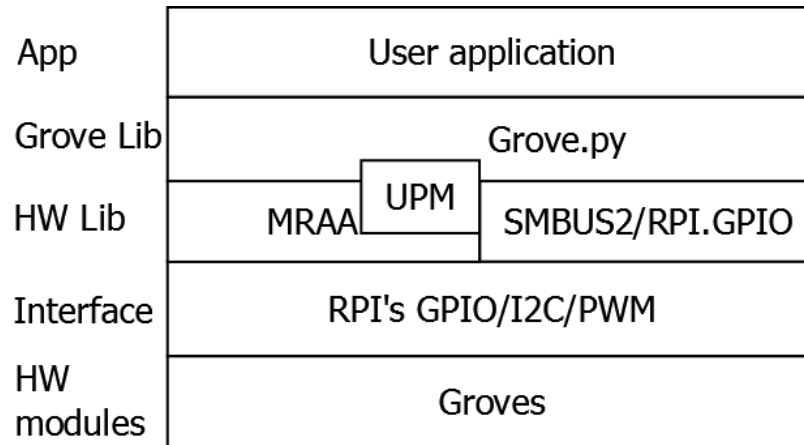 App
User application
Grove Lib
Grove.py
UPM
HW Lib
MRAA
SMBUS2/RPI.GPIO
Interface
RPI's GPIO/I2C/PWM
HW
modules
Groves